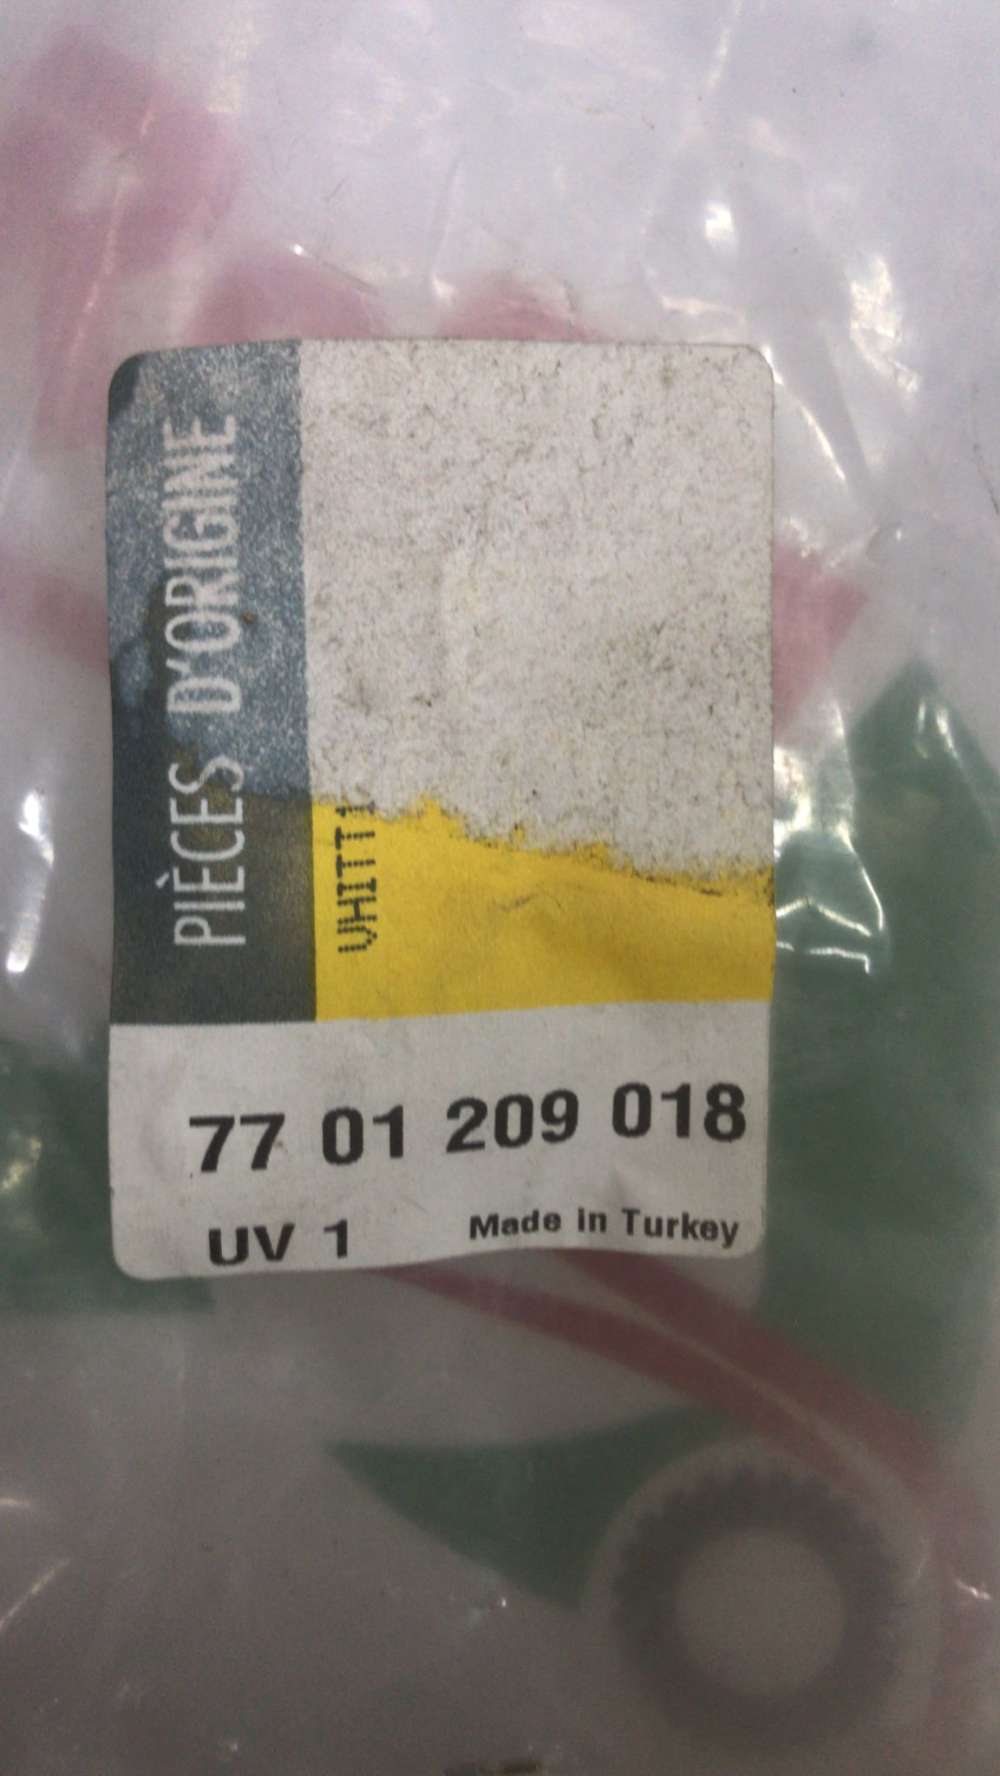 PIÈCES D'ORIGINE
77 01 209 018
UV 1 Made in Turkey